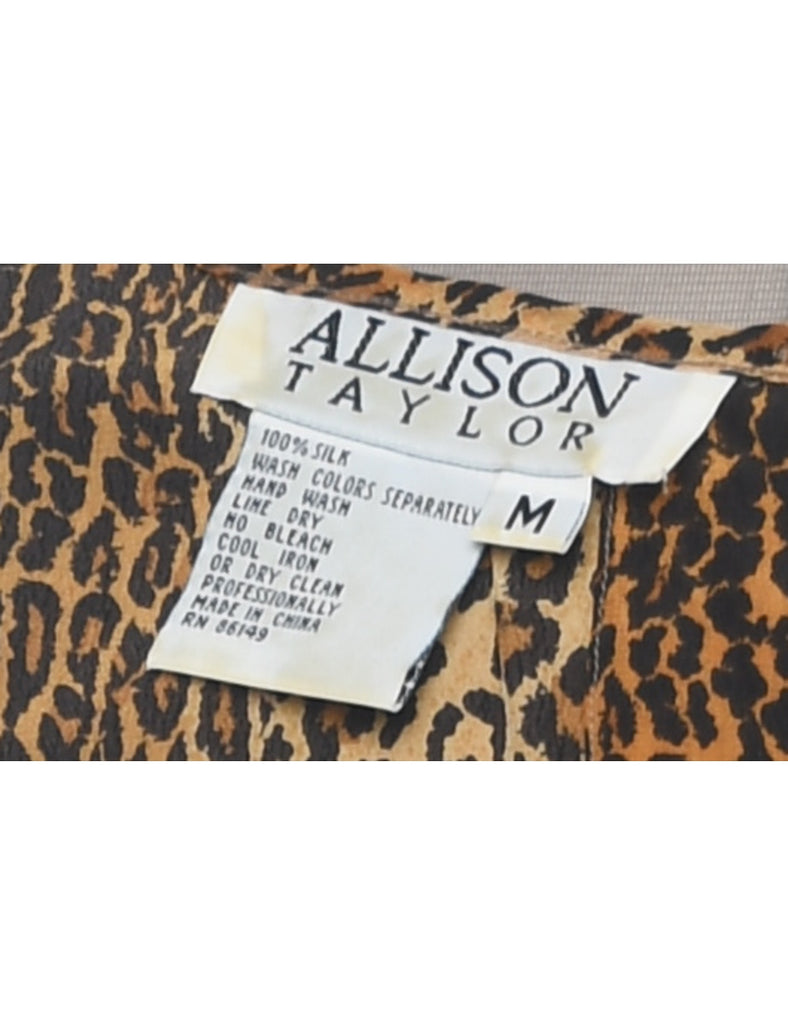 ALLISON
TAYLOR
M
100% SILK
WASH COLORS SEPARATELY
HAND WASH
LINE DRY
NO BLEACH
COOL IRON
OR DRY CLEAN
PROFESSIONALLY
MADE IN CHINA
RN 86149